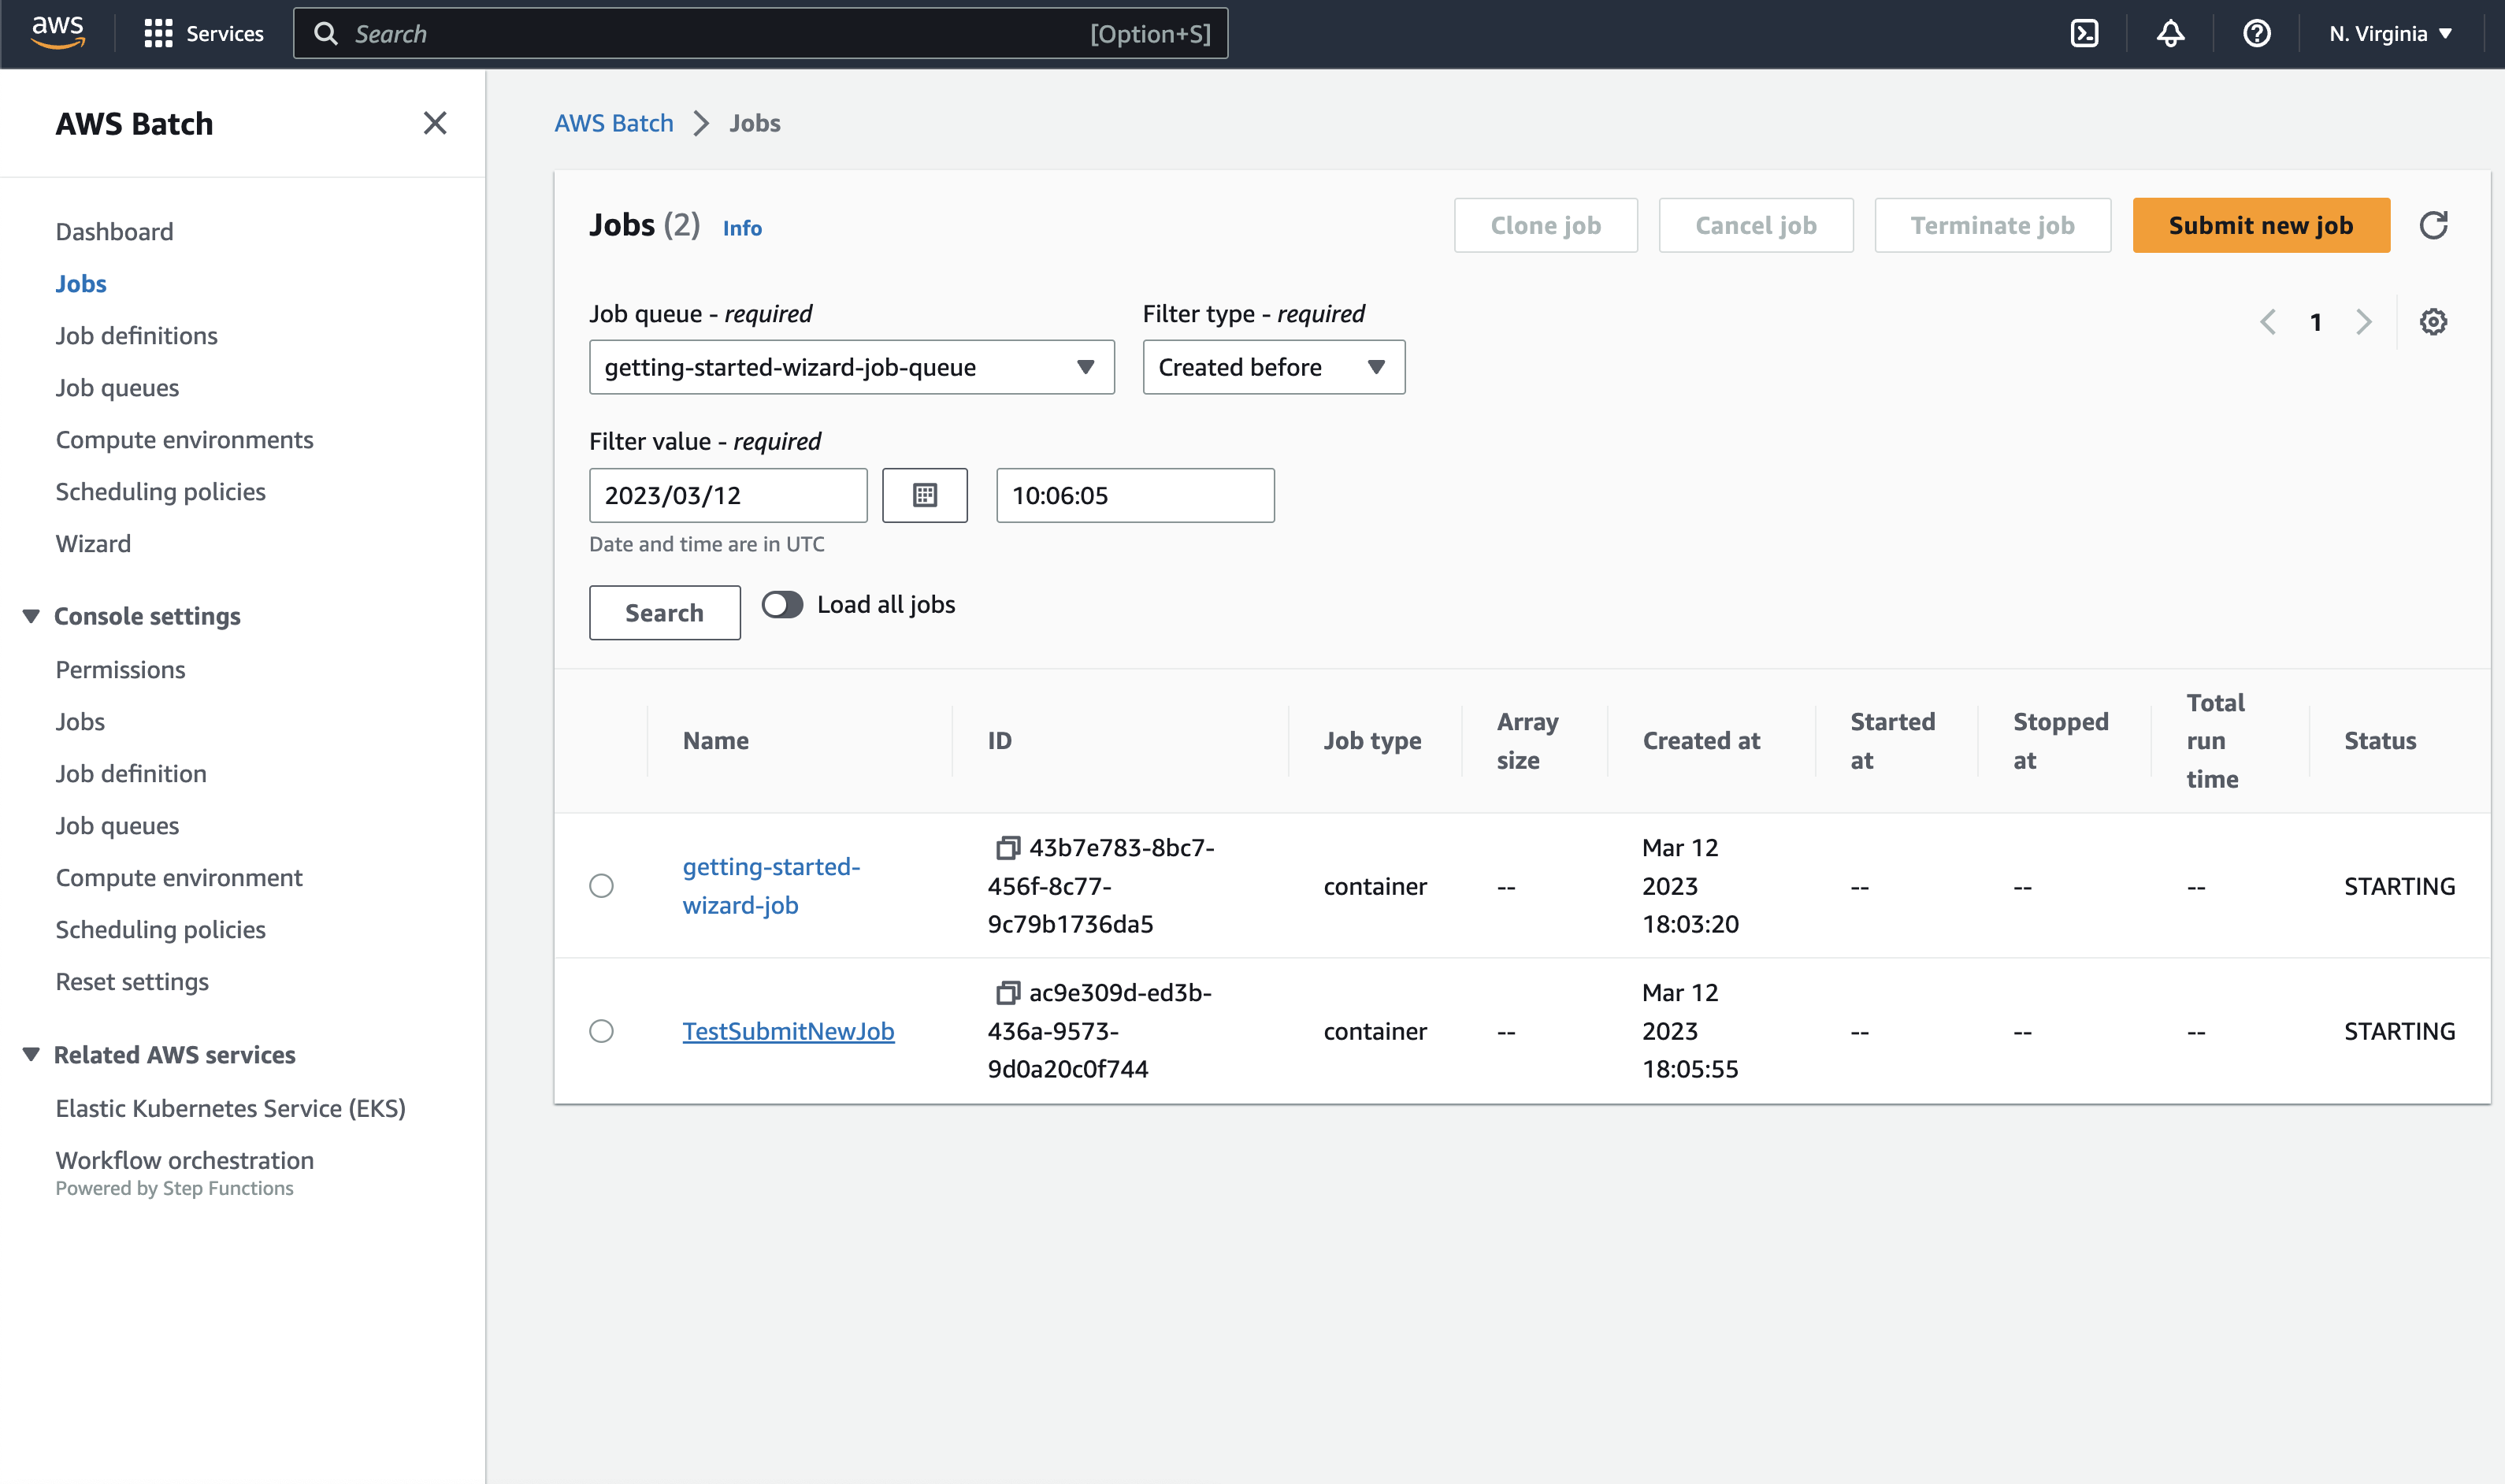 aws
Services
Search [Option+S]
N. Virginia
AWS Batch
Dashboard
Jobs
Job definitions
Job queues
Compute environments
Scheduling policies
Wizard
Console settings
Permissions
Jobs
Job definition
Job queues
Compute environment
Scheduling policies
Reset settings
Related AWS services
Elastic Kubernetes Service (EKS)
Workflow orchestration
Powered by Step Functions
AWS Batch > Jobs
Jobs (2) Info
Clone job
Cancel job
Terminate job
Submit new job
Job queue - required
getting-started-wizard-job-queue
Filter type - required
Created before
1
Filter value - required
2023/03/12
10:06:05
Date and time are in UTC
Search
Load all jobs
Name
ID
Job type
Array
size
Created at
Started
at
Stopped
at
Total
run
time
Status
getting-started-
wizard-job
43b7e783-8bc7-
456f-8c77-
9c79b1736da5
container
--
Mar 12
2023
18:03:20
--
--
--
STARTING
TestSubmitNewJob
ac9e309d-ed3b-
436a-9573-
9d0a20c0f744
container
--
Mar 12
2023
18:05:55
--
--
--
STARTING